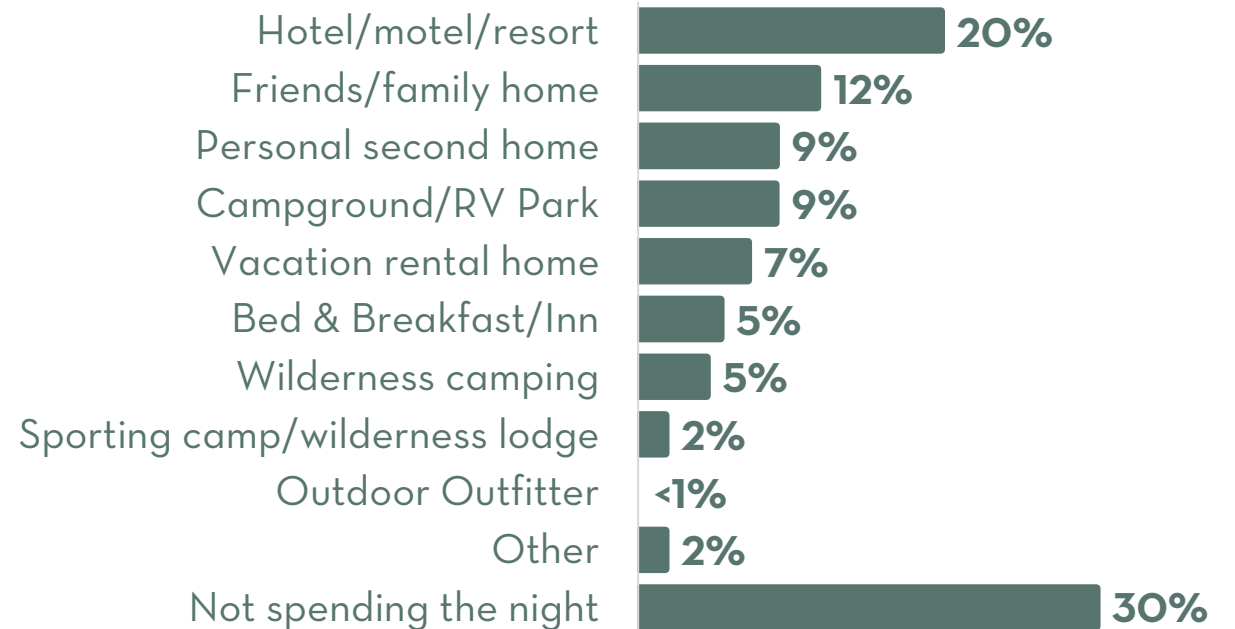 Hotel/motel/resort 20%
Friends/family home 12%
Personal second home 9%
Campground/RV Park 9%
Vacation rental home 7%
Bed & Breakfast/Inn 5%
Wilderness camping 5%
Sporting camp/wilderness lodge 2%
Outdoor Outfitter <1%
Other 2%
Not spending the night 30%